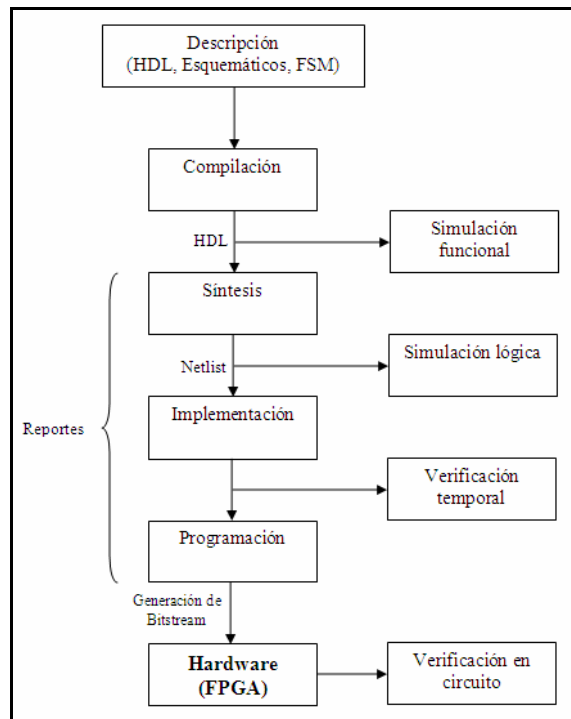 Descripción
(HDL, Esquemáticos, FSM)
Compilación
HDL
Simulación
funcional
Síntesis
Netlist
Simulación lógica
Reportes
Implementación
Verificación
temporal
Programación
Generación de
Bitstream
Hardware
(FPGA)
Verificación en
circuito